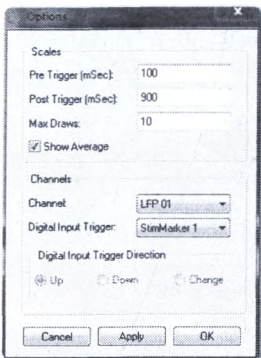 Options
Scales
Pre Trigger (mSec): 100
Post Trigger (mSec): 900
Max Draws: 10
Show Average
Channels
Channel: LFP 01
Digital Input Trigger: StimMarker 1
Digital Input Trigger Direction
Up Down Change
Cancel Apply OK